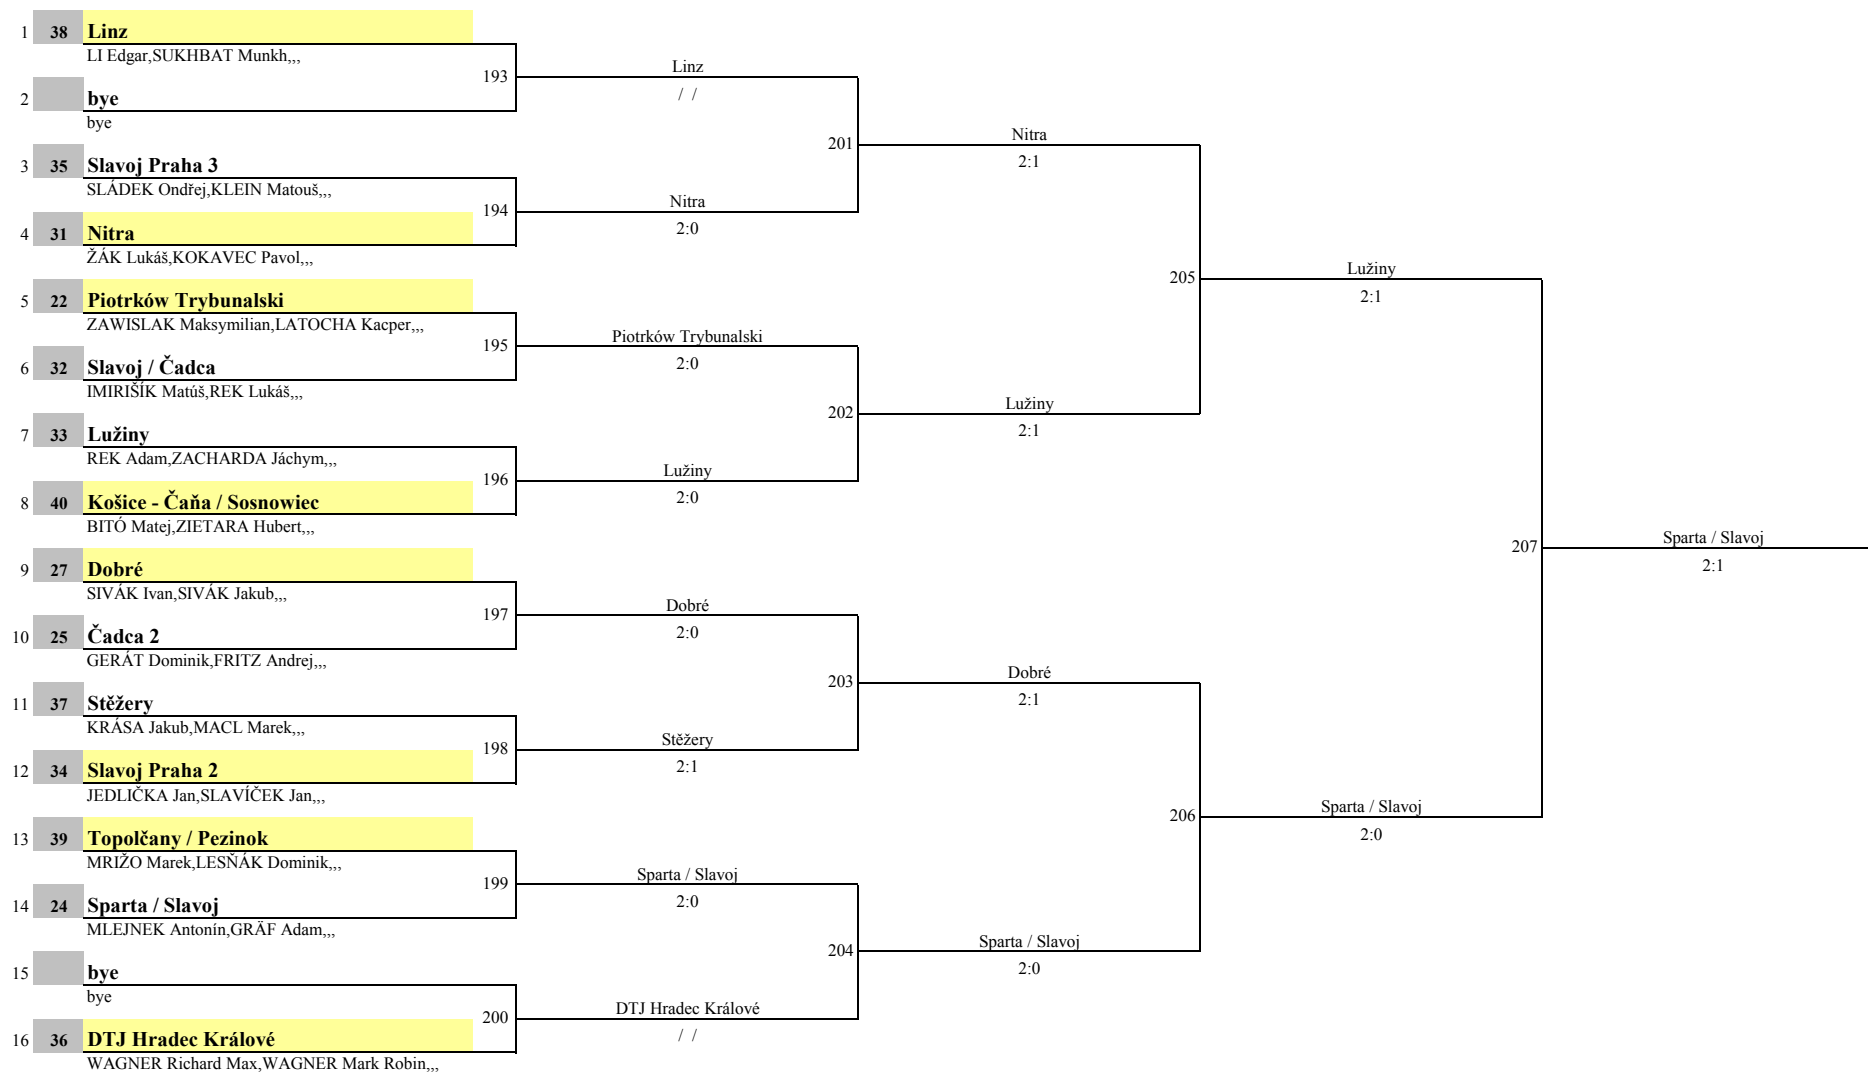 1 38 Linz
LI Edgar,SUKHBAT Munkh,,,
Linz
193
2 bye
/ /
bye
201
Nitra
3 35 Slavoj Praha 3
2:1
SLÁDEK Ondřej,KLEIN Matouš,,,
Nitra
194
4 31 Nitra
2:0
ŽÁK Lukáš,KOKAVEC Pavol,,,
205
Lužiny
5 22 Piotrków Trybunalski
2:1
ZAWISLAK Maksymilian,LATOCHA Kacper,,,
Piotrków Trybunalski
195
6 32 Slavoj / Čadca
2:0
IMIRIŠÍK Matúš,REK Lukáš,,,
202
Lužiny
7 33 Lužiny
2:1
REK Adam,ZACHARDA Jáchym,,,
Lužiny
196
8 40 Košice - Čaňa / Sosnowiec
2:0
BITÓ Matej,ZIETARA Hubert,,,
207
Sparta / Slavoj
9 27 Dobré
2:1
SIVÁK Ivan,SIVÁK Jakub,,,
Dobré
197
10 25 Čadca 2
2:0
GERÁT Dominik,FRITZ Andrej,,,
203
Dobré
11 37 Stěžery
2:1
KRÁSA Jakub,MACL Marek,,,
Stěžery
198
12 34 Slavoj Praha 2
2:1
JEDLIČKA Jan,SLAVÍČEK Jan,,,
206
Sparta / Slavoj
13 39 Topolčany / Pezinok
2:0
MRIŽO Marek,LESŇÁK Dominik,,,
Sparta / Slavoj
199
14 24 Sparta / Slavoj
2:0
MLEJNEK Antonín,GRÄF Adam,,,
204
Sparta / Slavoj
15 bye
2:0
bye
DTJ Hradec Králové
200
16 36 DTJ Hradec Králové
/ /
WAGNER Richard Max,WAGNER Mark Robin,,,